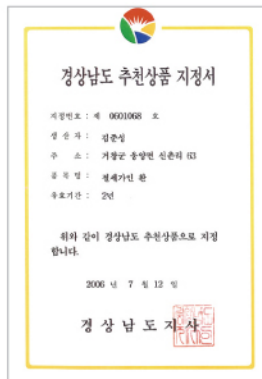 경상남도 추천상품 지정서
지정번호 : 제 0601068 호
생 산 자 : 김준성
주 소 : 거창군 웅양면 신촌리 63
품 목 명 : 절세가인 환
유효기간 : 2년
위와 같이 경상남도 추천상품으로 지정
합니다.
2006 년 7 월 12 일
경 상 남 도 지 사